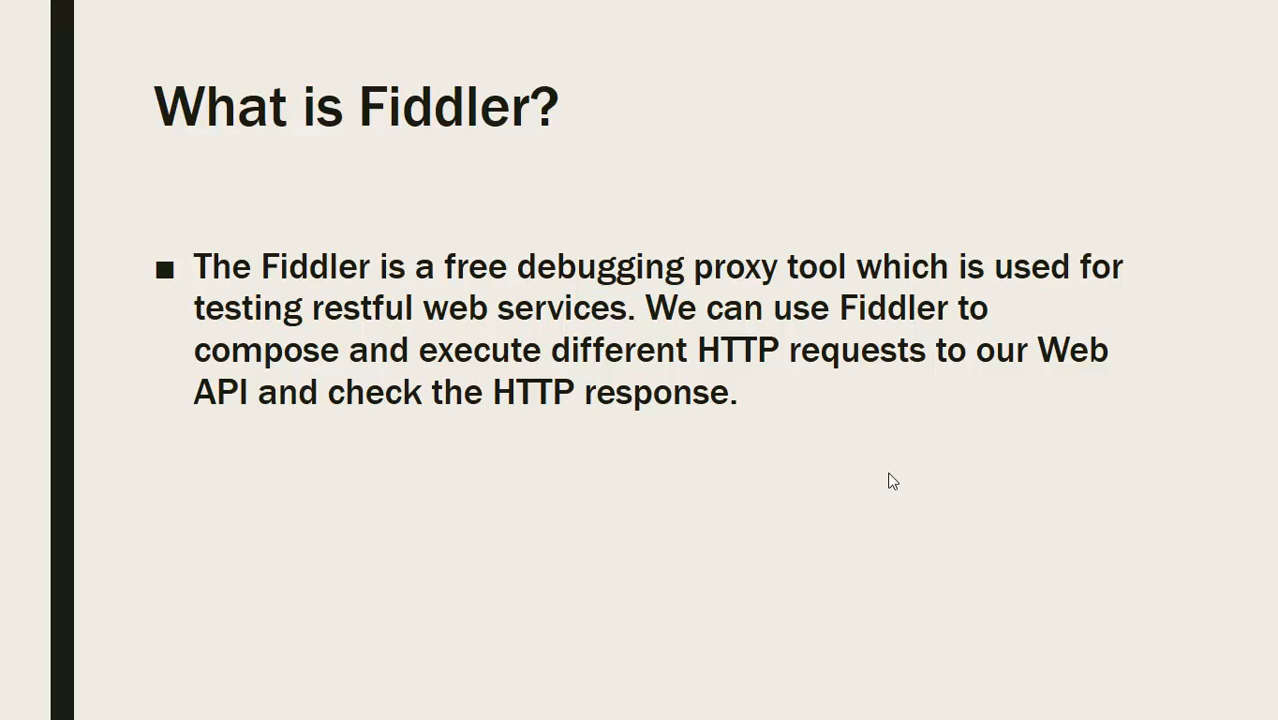 What is Fiddler?
■ The Fiddler is a free debugging proxy tool which is used for
testing restful web services. We can use Fiddler to
compose and execute different HTTP requests to our Web
API and check the HTTP response.